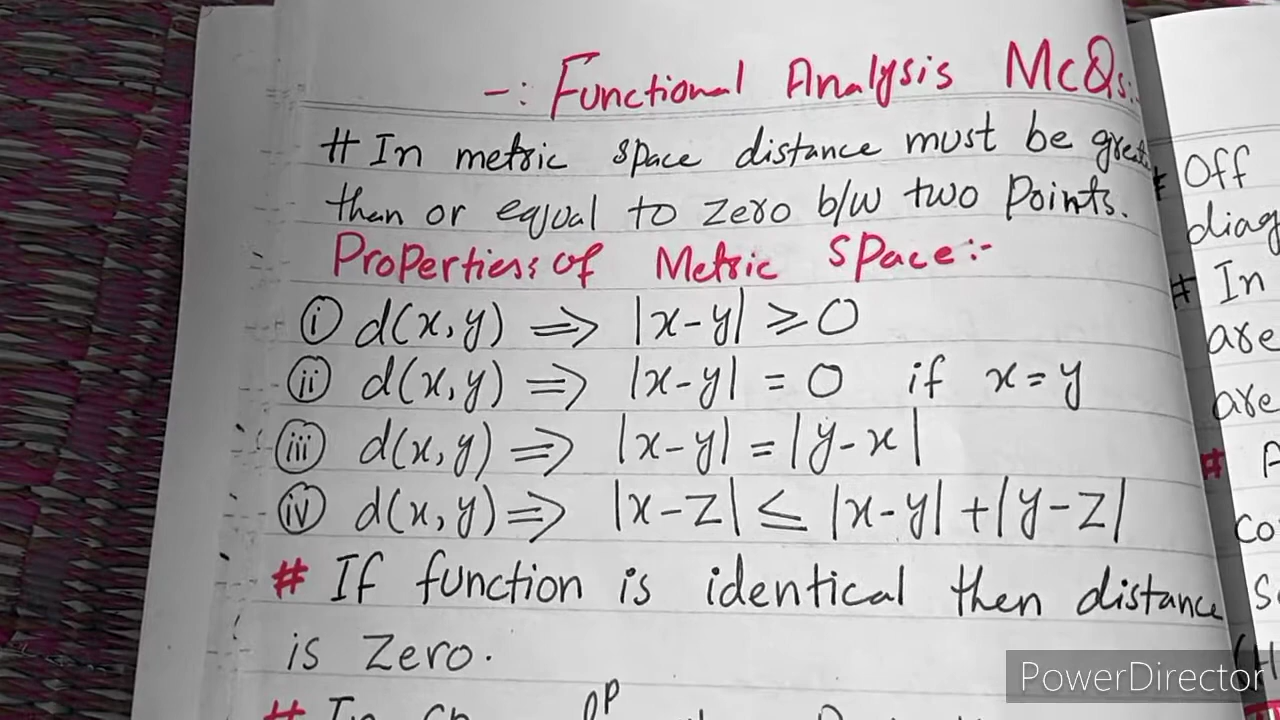 -: Functional Analysis McQs:-
# In metric space distance must be great
than or equal to zero b/w two Points.
Properties of Metric Space:-
(i) d(x,y) ⟹ |x-y| ≥ 0
(ii) d(x,y) ⟹ |x-y| = 0 if x=y
(iii) d(x,y) ⟹ |x-y| = |y-x|
(iv) d(x,y) ⟹ |x-z| ≤ |x-y| + |y-z|
# If function is identical then distance
is zero.
# In
Off
diag
# In
are
are
#
Co
PowerDirector